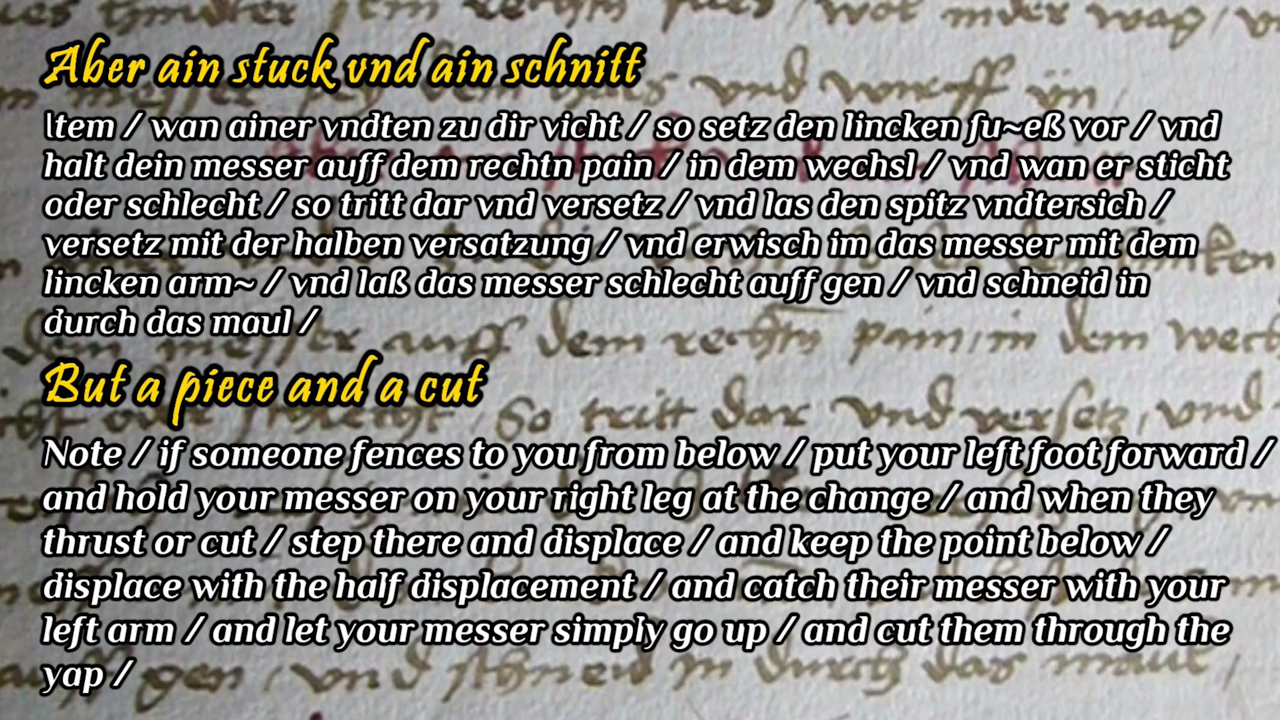 Aber ain stuck vnd ain schnitt
Item / wan ainer vndten zu dir vicht / so setz den lincken fu~eß vor / vnd
halt dein messer auff dem rechtn pain / in dem wechsl / vnd wan er sticht
oder schlecht / so tritt dar vnd versetz / vnd las den spitz vndtersich /
versetz mit der halben versatzung / vnd erwisch im das messer mit dem
lincken arm~ / vnd laß das messer schlecht auff gen / vnd schneid in
durch das maul /
But a piece and a cut
Note / if someone fences to you from below / put your left foot forward /
and hold your messer on your right leg at the change / and when they
thrust or cut / step there and displace / and keep the point below /
displace with the half displacement / and catch their messer with your
left arm / and let your messer simply go up / and cut them through the
yap /